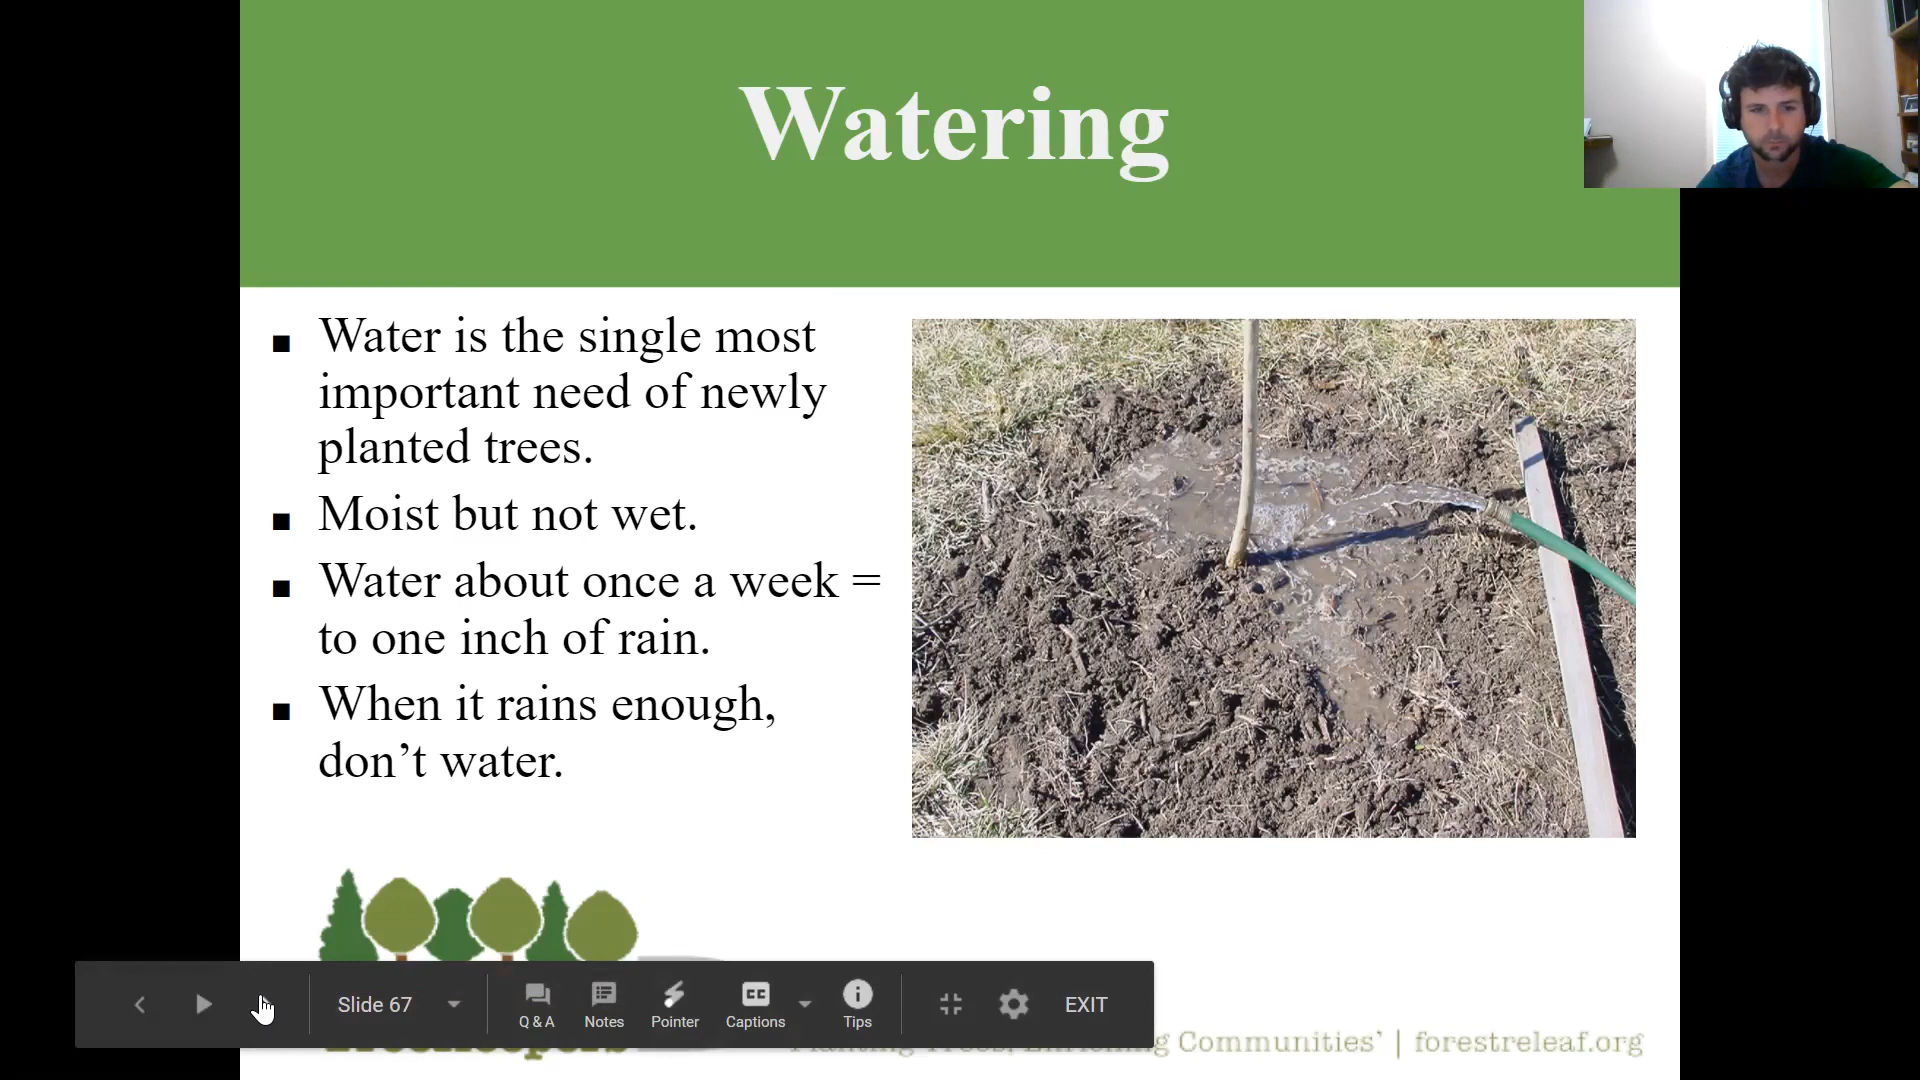 Watering
■ Water is the single most
important need of newly
planted trees.
■ Moist but not wet.
■ Water about once a week =
to one inch of rain.
■ When it rains enough,
don’t water.
Slide 67
Q & A
Notes
Pointer
CC
Captions
Tips
EXIT
Communities’ | forestreleaf.org